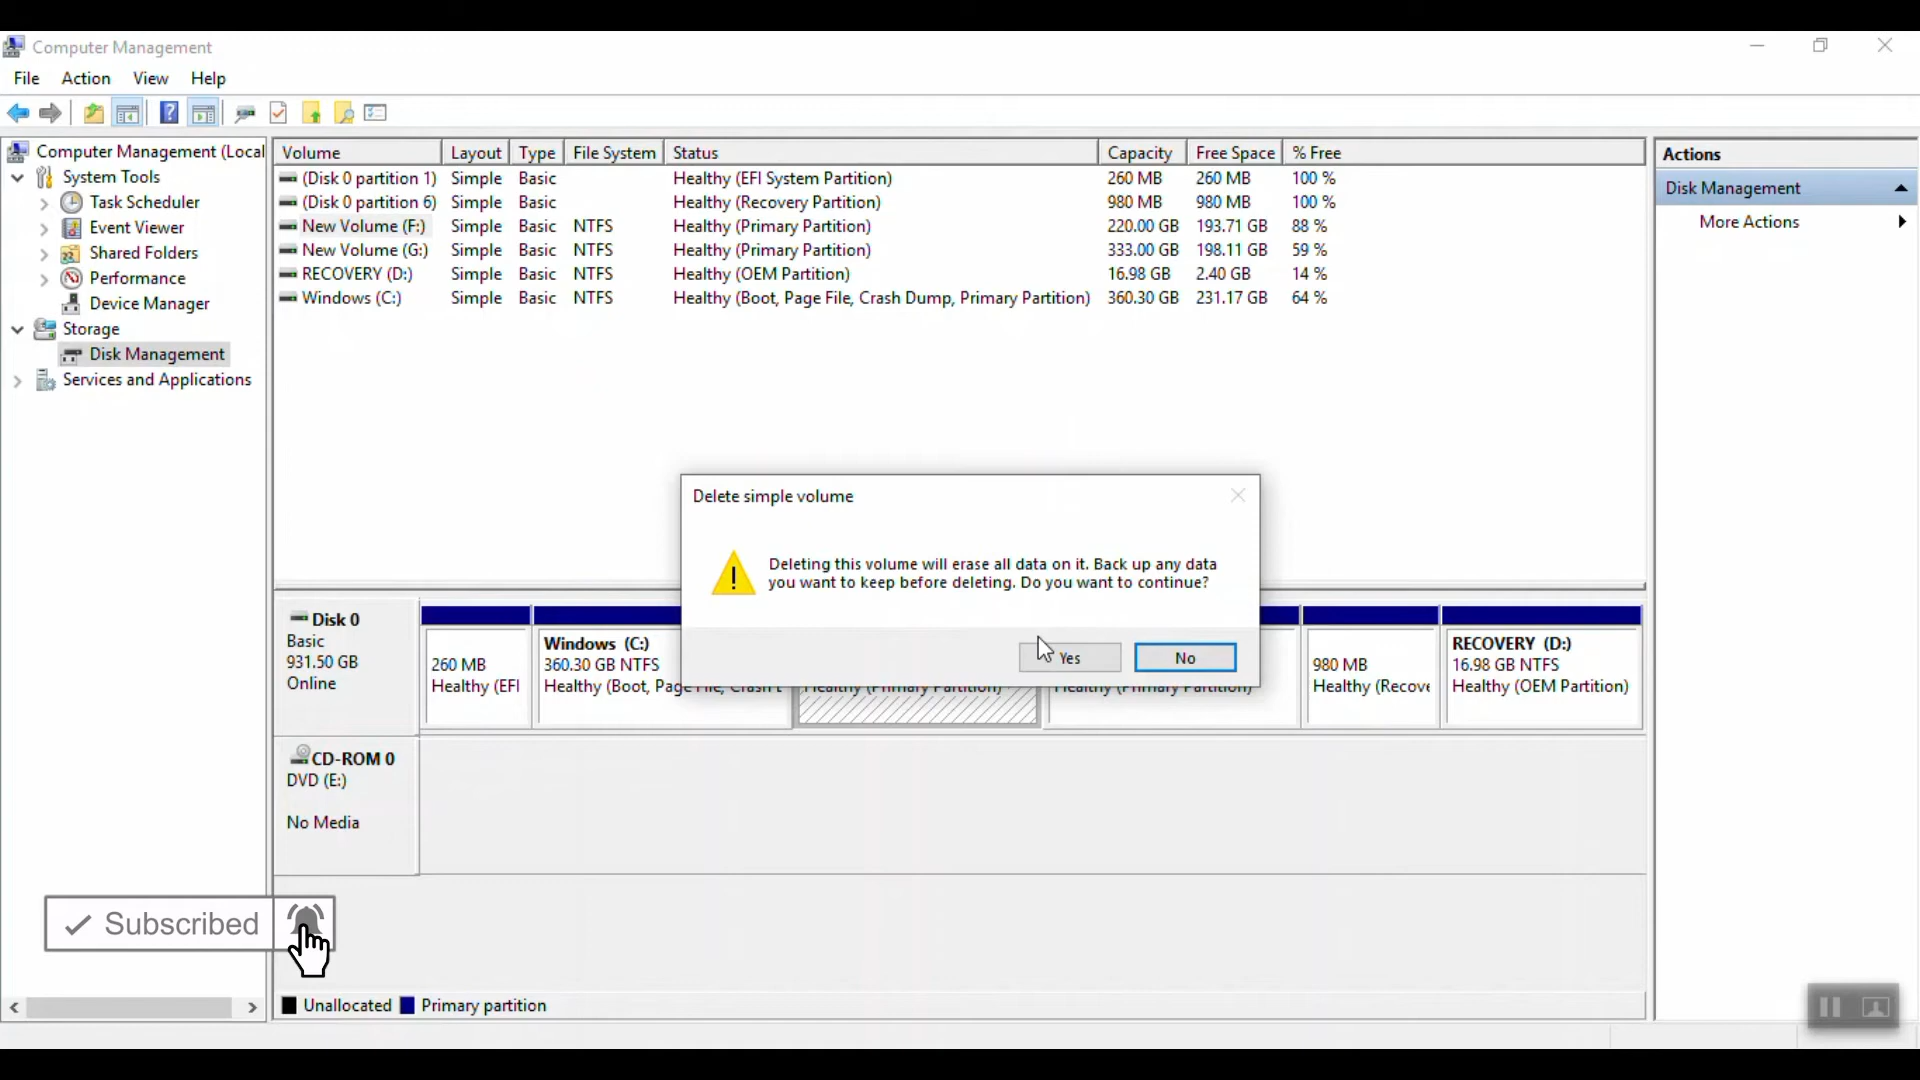 Computer Management
File Action View Help
Computer Management (Local
System Tools
Task Scheduler
Event Viewer
Shared Folders
Performance
Device Manager
Storage
Disk Management
Services and Applications
Volume Layout Type File System Status Capacity Free Space % Free
(Disk 0 partition 1) Simple Basic Healthy (EFI System Partition) 260 MB 260 MB 100 %
(Disk 0 partition 6) Simple Basic Healthy (Recovery Partition) 980 MB 980 MB 100 %
New Volume (F:) Simple Basic NTFS Healthy (Primary Partition) 220.00 GB 193.71 GB 88 %
New Volume (G:) Simple Basic NTFS Healthy (Primary Partition) 333.00 GB 198.11 GB 59 %
RECOVERY (D:) Simple Basic NTFS Healthy (OEM Partition) 16.98 GB 2.40 GB 14 %
Windows (C:) Simple Basic NTFS Healthy (Boot, Page File, Crash Dump, Primary Partition) 360.30 GB 231.17 GB 64 %
Actions
Disk Management
More Actions
Delete simple volume
Deleting this volume will erase all data on it. Back up any data
you want to keep before deleting. Do you want to continue?
Yes No
Disk 0
Basic
931.50 GB
Online
260 MB
Healthy (EFI
Windows (C:)
360.30 GB NTFS
Healthy (Boot, Page File, Crash
Healthy (Primary Partition)
Healthy (Primary Partition)
980 MB
Healthy (Recove
RECOVERY (D:)
16.98 GB NTFS
Healthy (OEM Partition)
CD-ROM 0
DVD (E:)
No Media
Subscribed
Unallocated Primary partition